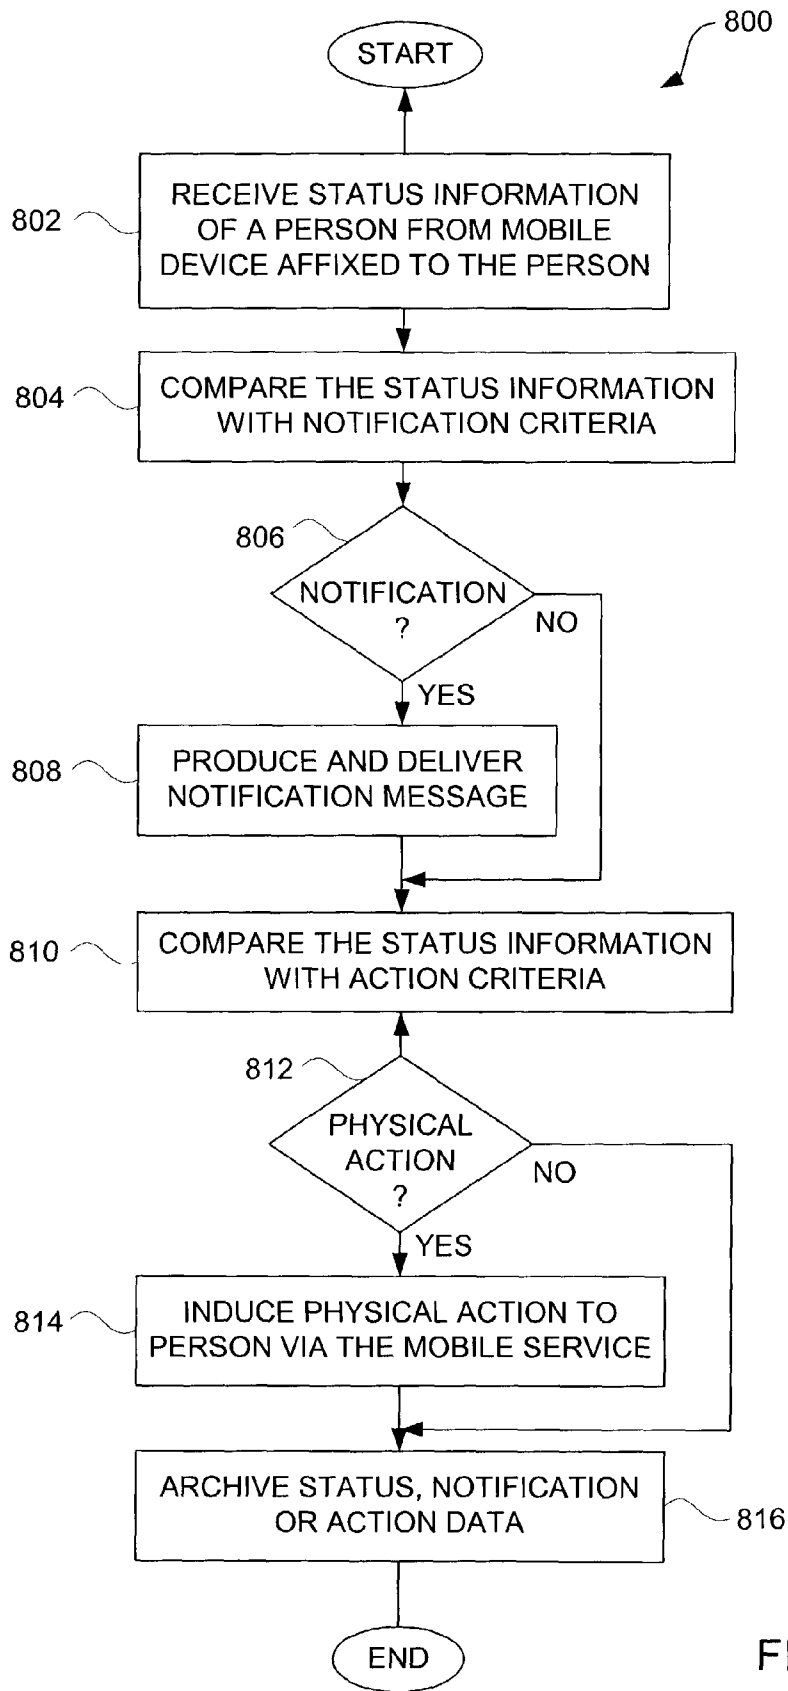 800
START
802
RECEIVE STATUS INFORMATION
OF A PERSON FROM MOBILE
DEVICE AFFIXED TO THE PERSON
804
COMPARE THE STATUS INFORMATION
WITH NOTIFICATION CRITERIA
806
NOTIFICATION
?
NO
YES
808
PRODUCE AND DELIVER
NOTIFICATION MESSAGE
810
COMPARE THE STATUS INFORMATION
WITH ACTION CRITERIA
812
PHYSICAL
ACTION
?
NO
YES
814
INDUCE PHYSICAL ACTION TO
PERSON VIA THE MOBILE SERVICE
ARCHIVE STATUS, NOTIFICATION
OR ACTION DATA
816
END